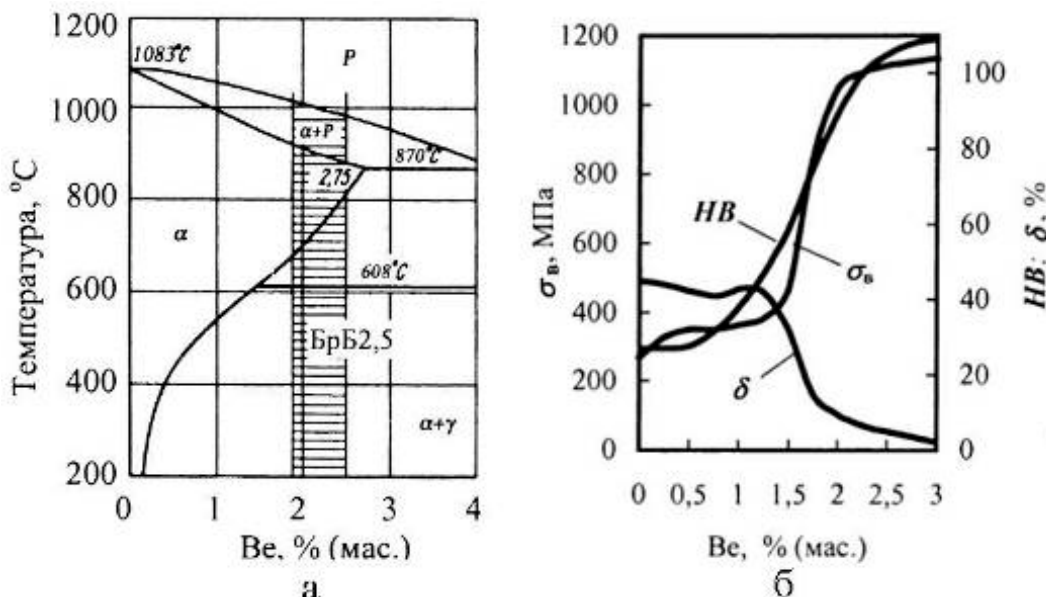 1200
1000
800
600
400
200
Температура, °C
1083°C
Р
α+Р
870°C
2,75
α
608°C
БрБ2,5
α+γ
0
1
2
3
4
Be, % (мас.)
а
1200
1000
800
600
400
200
0
σв, МПа
HB
σв
δ
100
80
60
40
20
0
HB; δ, %
0
0,5
1
1,5
2
2,5
3
Be, % (мас.)
б